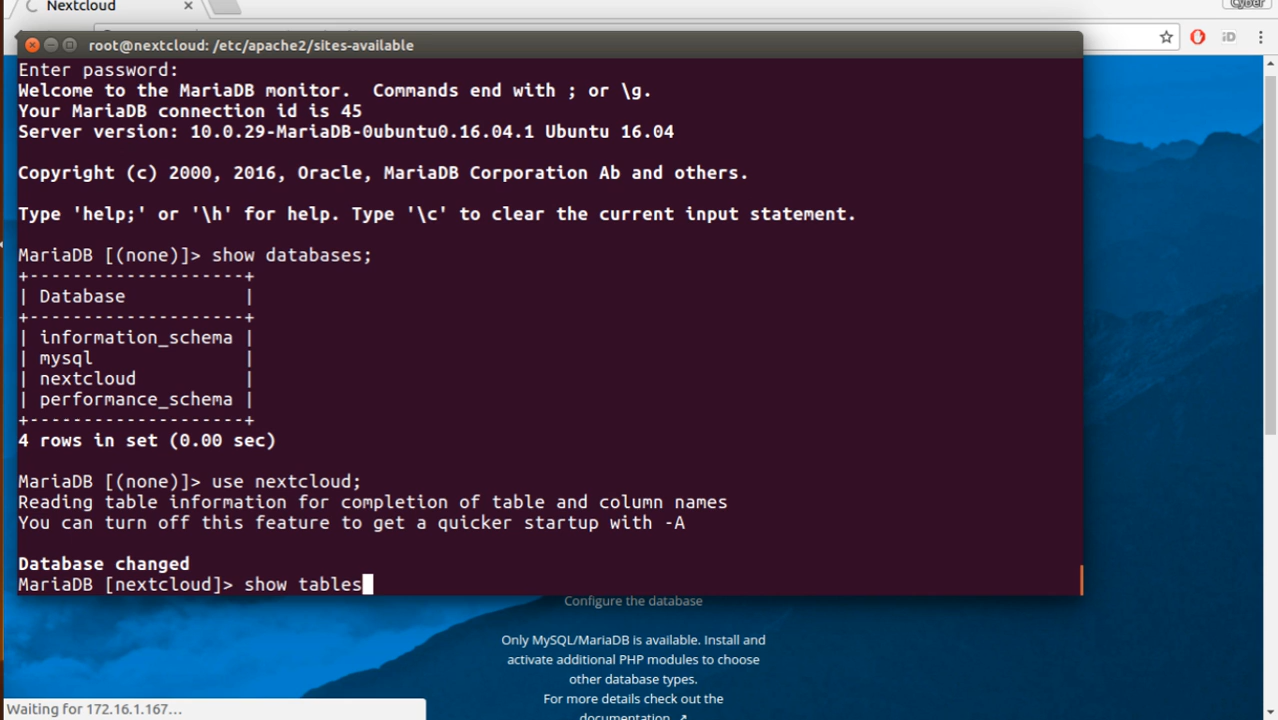 Nextcloud
Cyber
iD
root@nextcloud: /etc/apache2/sites-available
Enter password:
Welcome to the MariaDB monitor.  Commands end with ; or \g.
Your MariaDB connection id is 45
Server version: 10.0.29-MariaDB-0ubuntu0.16.04.1 Ubuntu 16.04
Copyright (c) 2000, 2016, Oracle, MariaDB Corporation Ab and others.
Type 'help;' or '\h' for help. Type '\c' to clear the current input statement.
MariaDB [(none)]> show databases;
+--------------------+
| Database           |
+--------------------+
| information_schema |
| mysql              |
| nextcloud          |
| performance_schema |
+--------------------+
4 rows in set (0.00 sec)
MariaDB [(none)]> use nextcloud;
Reading table information for completion of table and column names
You can turn off this feature to get a quicker startup with -A
Database changed
MariaDB [nextcloud]> show tables
Configure the database
Only MySQL/MariaDB is available. Install and
activate additional PHP modules to choose
other database types.
For more details check out the
documentation. ↗
Waiting for 172.16.1.167...